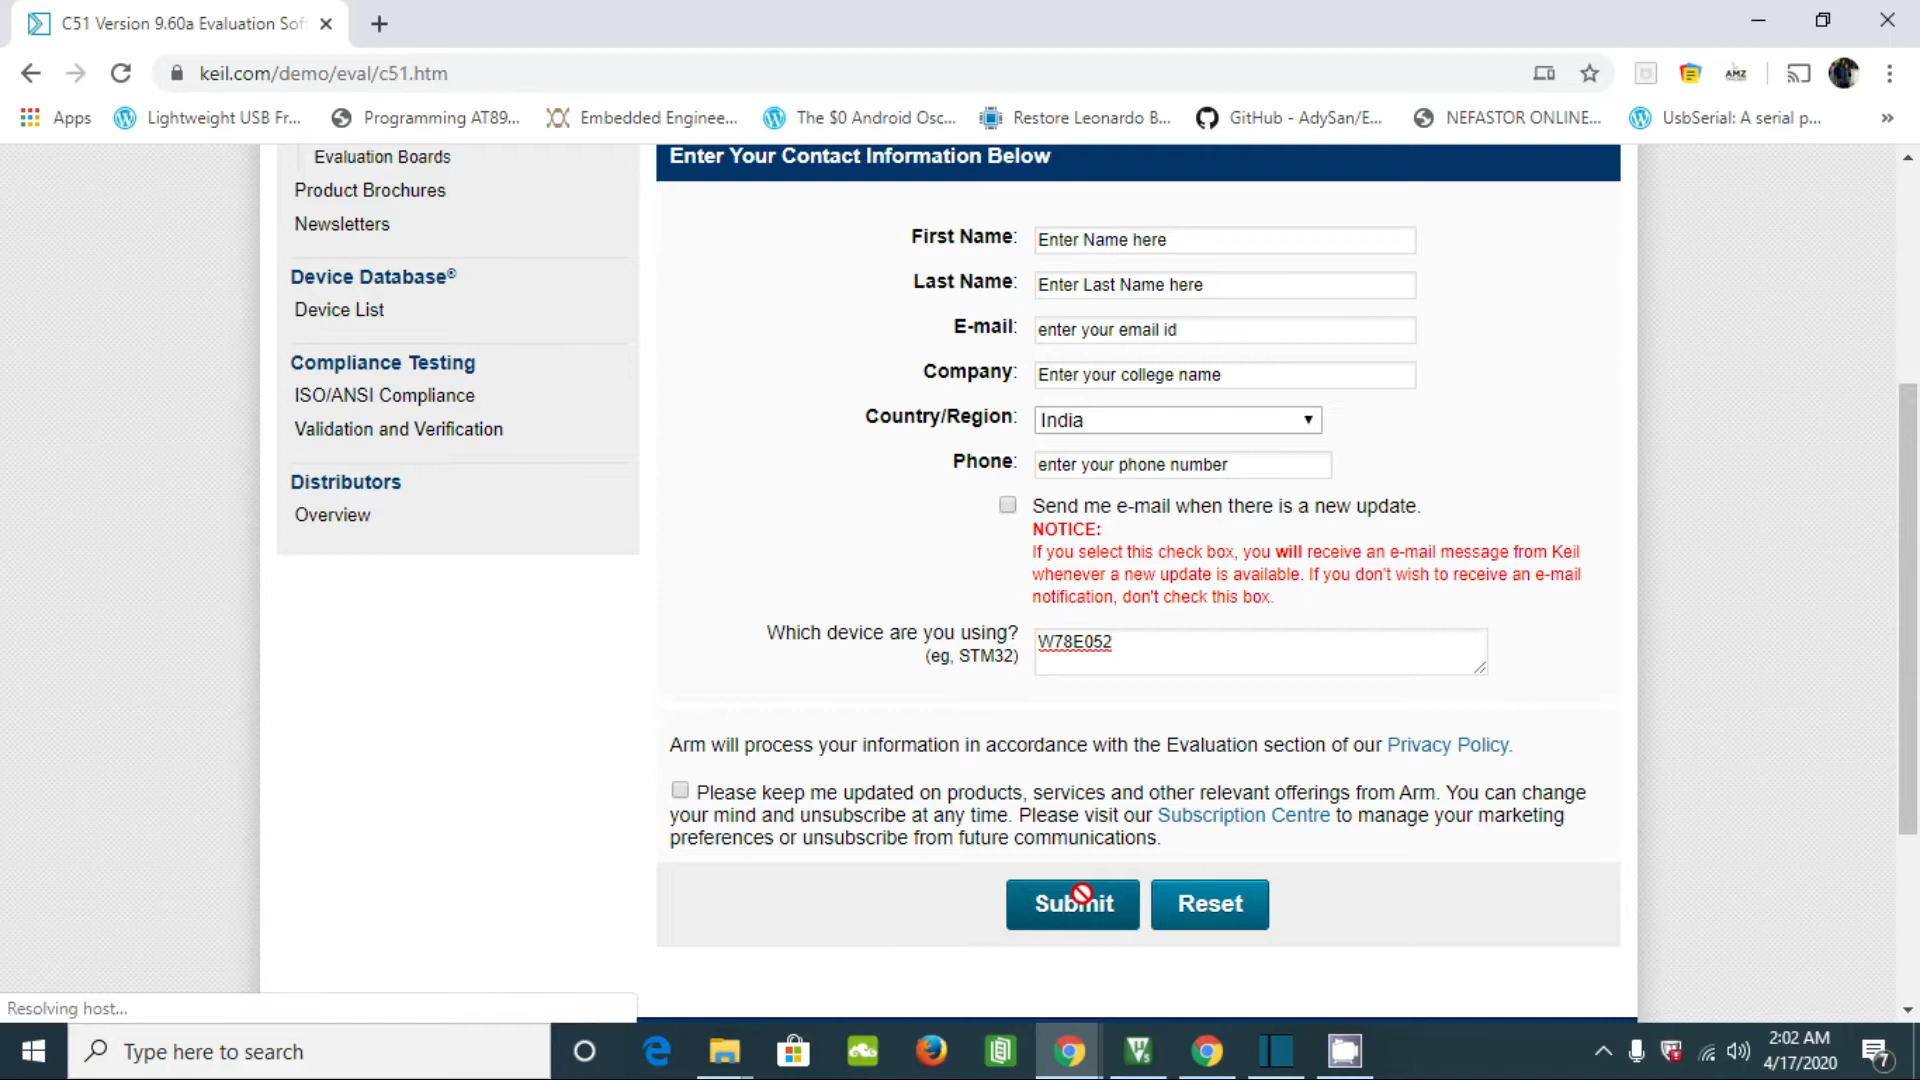 C51 Version 9.60a Evaluation Sof
keil.com/demo/eval/c51.htm
AMZ
Apps
Lightweight USB Fr...
Programming AT89...
Embedded Enginee...
The $0 Android Osc...
Restore Leonardo B...
GitHub - AdySan/E...
NEFASTOR ONLINE...
UsbSerial: A serial p...
»
Evaluation Boards
Product Brochures
Newsletters
Device Database®
Device List
Compliance Testing
ISO/ANSI Compliance
Validation and Verification
Distributors
Overview
Enter Your Contact Information Below
First Name: Enter Name here
Last Name: Enter Last Name here
E-mail: enter your email id
Company: Enter your college name
Country/Region: India
Phone: enter your phone number
Send me e-mail when there is a new update.
NOTICE:
If you select this check box, you will receive an e-mail message from Keil
whenever a new update is available. If you don't wish to receive an e-mail
notification, don't check this box.
Which device are you using? W78E052
(eg, STM32)
Arm will process your information in accordance with the Evaluation section of our Privacy Policy.
Please keep me updated on products, services and other relevant offerings from Arm. You can change
your mind and unsubscribe at any time. Please visit our Subscription Centre to manage your marketing
preferences or unsubscribe from future communications.
Submit Reset
Resolving host...
Type here to search
2:02 AM
4/17/2020
7